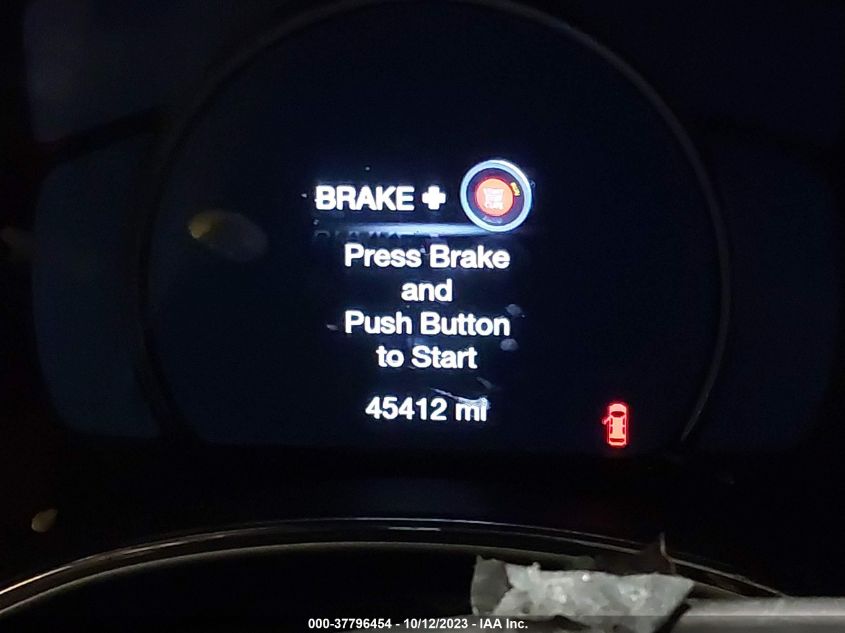 BRAKE +
Press Brake
and
Push Button
to Start
45412 mi
000-37796454 - 10/12/2023 - IAA Inc.